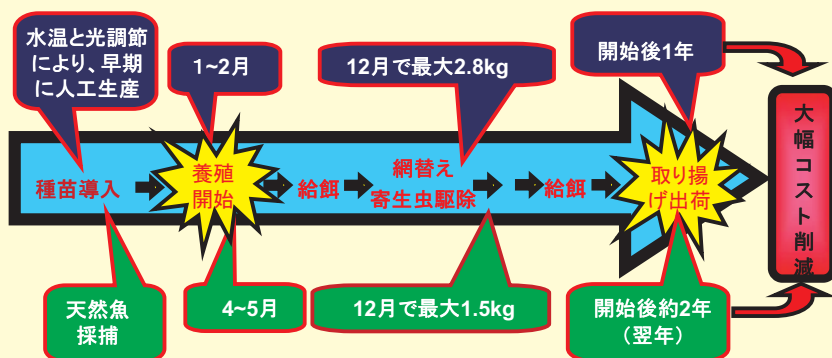 水温と光調節
により、早期
に人工生産
1~2月
12月で最大2.8kg
開始後1年
種苗導入
養殖
開始
給餌
網替え
寄生虫駆除
給餌
取り揚
げ出荷
大幅コスト削減
天然魚
採捕
4~5月
12月で最大1.5kg
開始後約2年
（翌年）